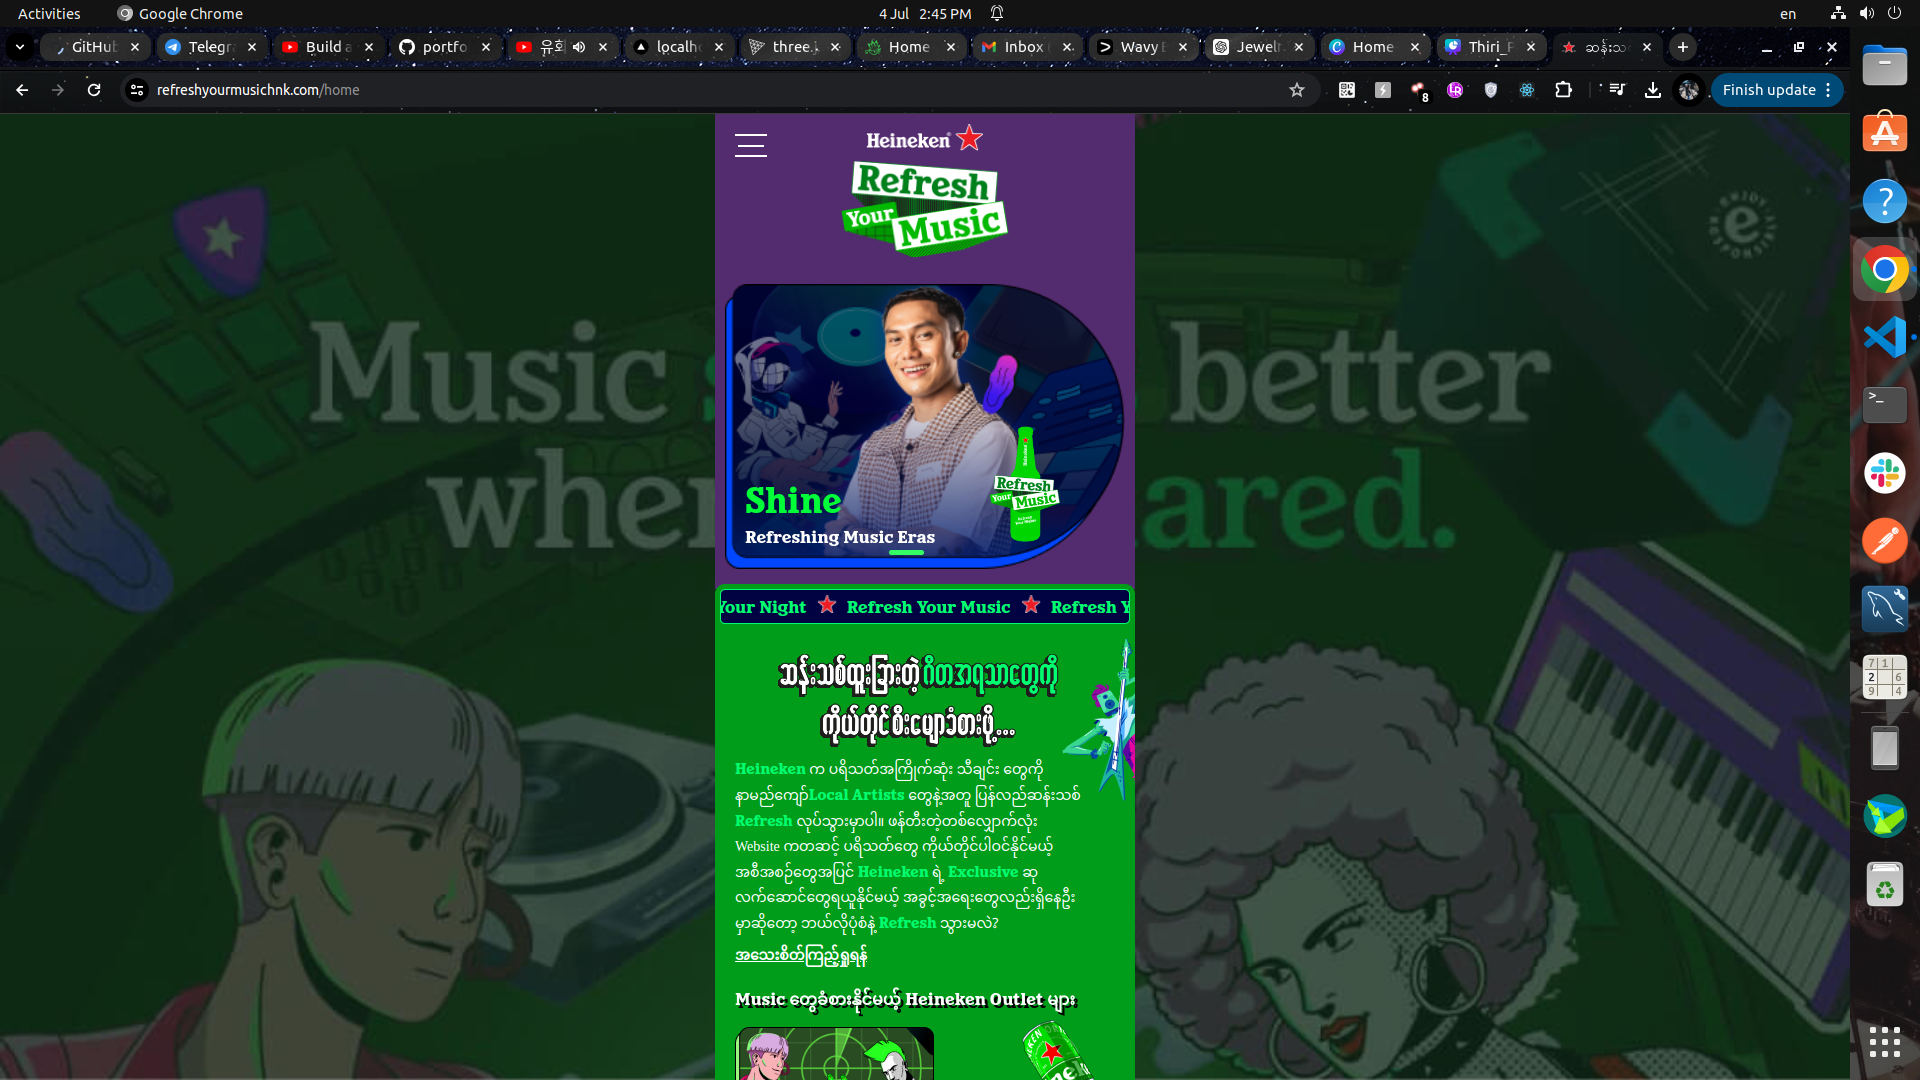 Activities
Google Chrome
4 Jul 2:45 PM
en
GitHub
Telegra
Build a
portfo
유희
localho
three.j
Home
Inbox
Wavy
Jewelr
Home
Thiri_P
ဆန်းသ
refreshyourmusichnk.com/home
8
Finish update
Heineken
Refresh
Your Music
ENJOY HEINEKEN RESPONSIBLY
Music s better
when ared.
Shine
Refreshing Music Eras
Refresh
Your Music
Your Night ★ Refresh Your Music ★ Refresh Y
ဆန်းသစ်ထူးခြားတဲ့ ဂီတအရသာတွေကို
ကိုယ်တိုင်စီးမျောခံစားဖို့...
Heineken က ပရိသတ်အကြိုက်ဆုံး သီချင်း တွေကို
နာမည်ကျော်Local Artists တွေနဲ့အတူ ပြန်လည်ဆန်းသစ်
Refresh လုပ်သွားမှာပါ။ ဖန်တီးတဲ့တစ်လျှောက်လုံး
Website ကတဆင့် ပရိသတ်တွေ ကိုယ်တိုင်ပါဝင်နိုင်မယ့်
အစီအစဉ်တွေအပြင် Heineken ရဲ့ Exclusive ဆု
လက်ဆောင်တွေရယူနိုင်မယ့် အခွင့်အရေးတွေလည်းရှိနေဦး
မှာဆိုတော့ ဘယ်လိုပုံစံနဲ့ Refresh သွားမလဲ?
အသေးစိတ်ကြည့်ရှုရန်
Music တွေခံစားနိုင်မယ့် Heineken Outlet များ